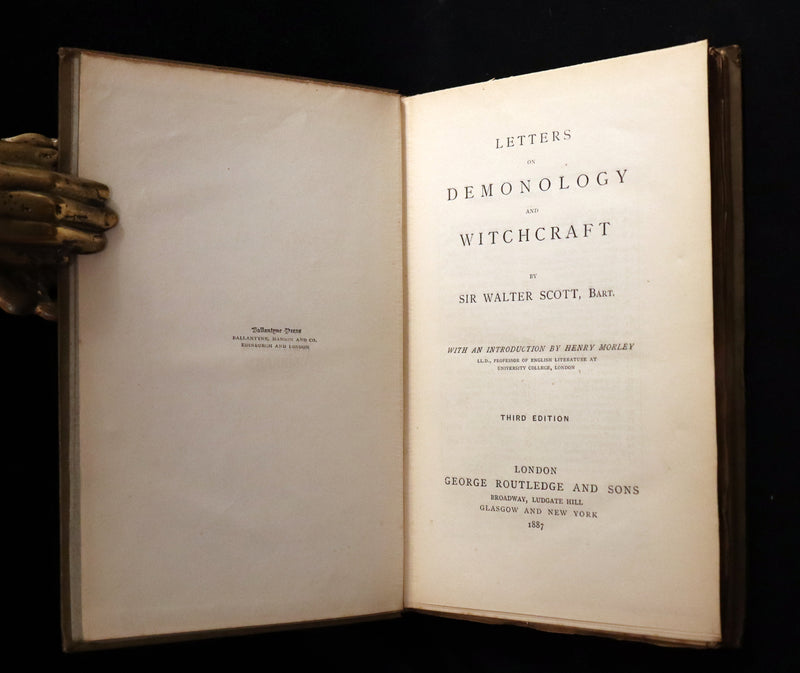 Ballantyne Press
BALLANTYNE, HANSON AND CO.
EDINBURGH AND LONDON
LETTERS
ON
DEMONOLOGY
AND
WITCHCRAFT
BY
SIR WALTER SCOTT, BART.
WITH AN INTRODUCTION BY HENRY MORLEY
LL.D., PROFESSOR OF ENGLISH LITERATURE AT
UNIVERSITY COLLEGE, LONDON
THIRD EDITION
LONDON
GEORGE ROUTLEDGE AND SONS
BROADWAY, LUDGATE HILL
GLASGOW AND NEW YORK
1887